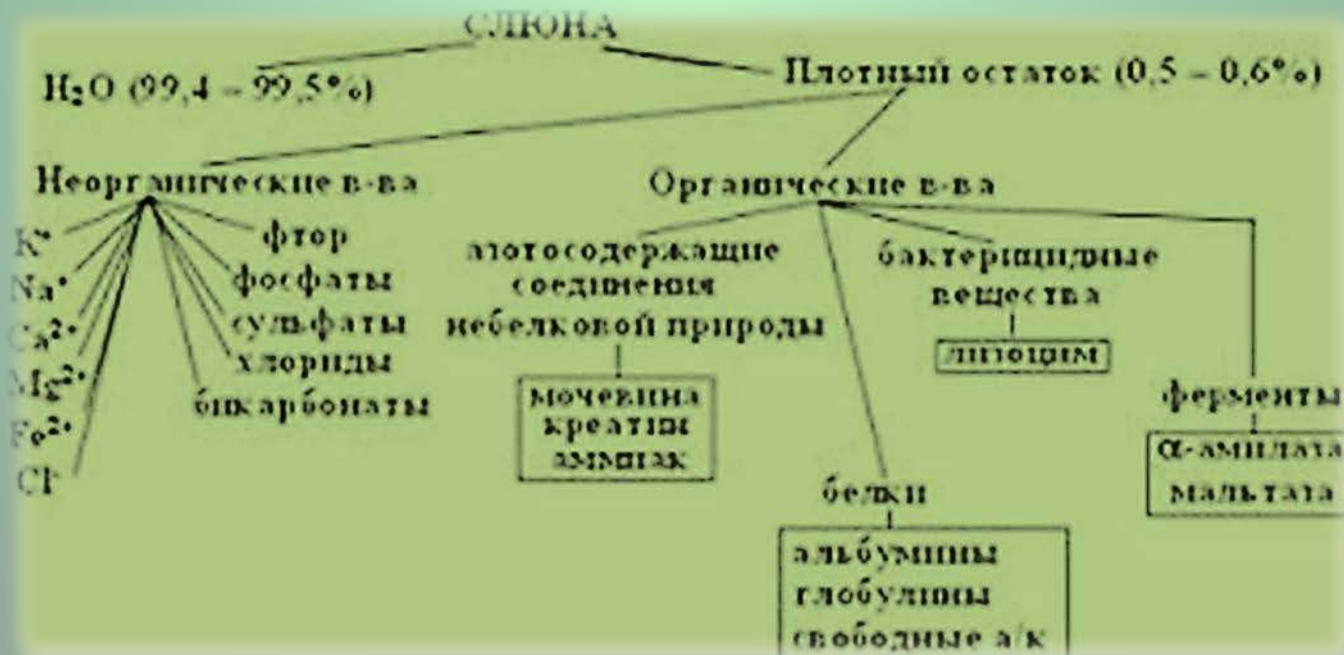 СЛЮНА
H₂O (99,4 – 99,5%)
Плотный остаток (0,5 – 0,6%)
Неорганические в-ва
K⁺
Na⁺
Ca²⁺
Mg²⁺
Fe²⁺
Cl⁻
фтор
фосфаты
сульфаты
хлориды
бикарбонаты
Органические в-ва
азотосодержащие
соединения
небелковой природы
мочевина
креатин
аммиак
белки
альбумины
глобулины
свободные а/к
бактерицидные
вещества
лизоцим
ферменты
α-амилаза
мальтаза